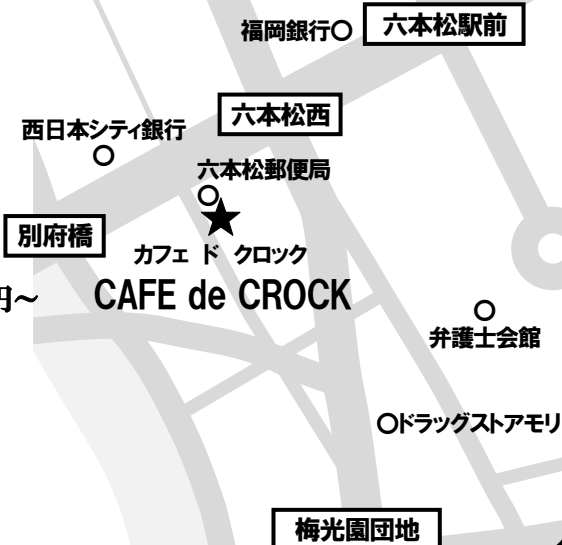 福岡銀行
六本松駅前
六本松西
西日本シティ銀行
六本松郵便局
別府橋
カフェ ド クロック
円～
CAFE de CROCK
弁護士会館
ドラッグストアモリ
梅光園団地